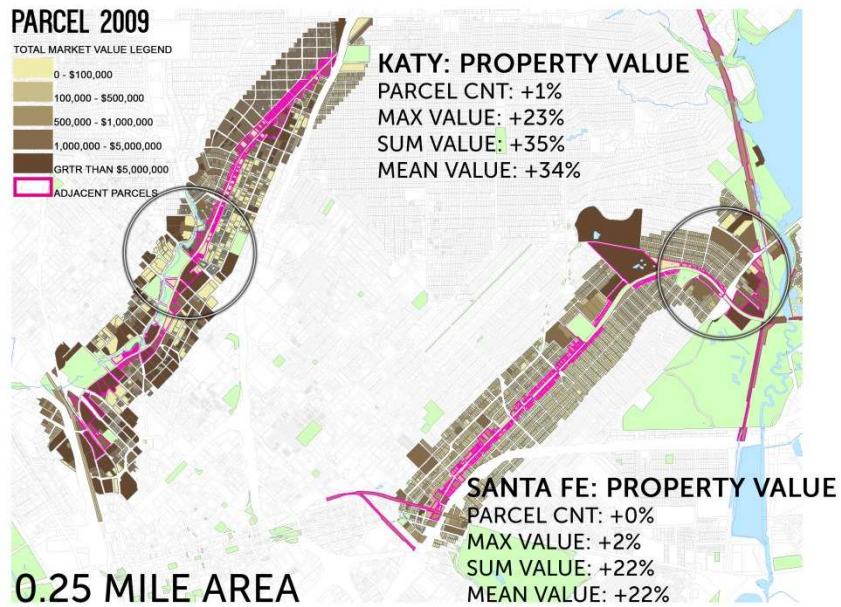 PARCEL 2009
TOTAL MARKET VALUE LEGEND
0 - $100,000
100,000 - $500,000
500,000 - $1,000,000
1,000,000 - $5,000,000
GRTR THAN $5,000,000
ADJACENT PARCELS
KATY: PROPERTY VALUE
PARCEL CNT: +1%
MAX VALUE: +23%
SUM VALUE: +35%
MEAN VALUE: +34%
SANTA FE: PROPERTY VALUE
PARCEL CNT: +0%
MAX VALUE: +2%
SUM VALUE: +22%
MEAN VALUE: +22%
0.25 MILE AREA